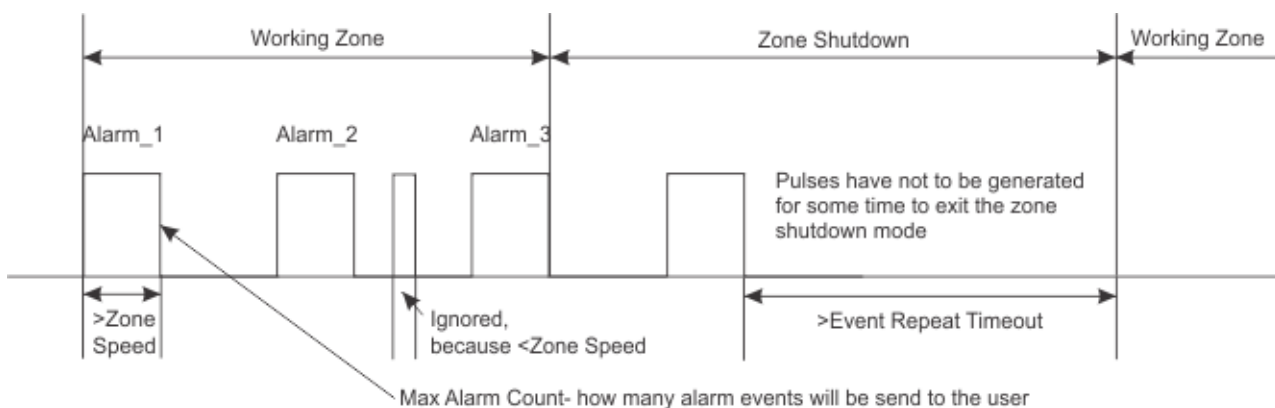 Working Zone
Zone Shutdown
Working Zone
Alarm_1
Alarm_2
Alarm_3
Pulses have not to be generated
for some time to exit the zone
shutdown mode
>Zone
Speed
Ignored,
because <Zone Speed
>Event Repeat Timeout
Max Alarm Count- how many alarm events will be send to the user